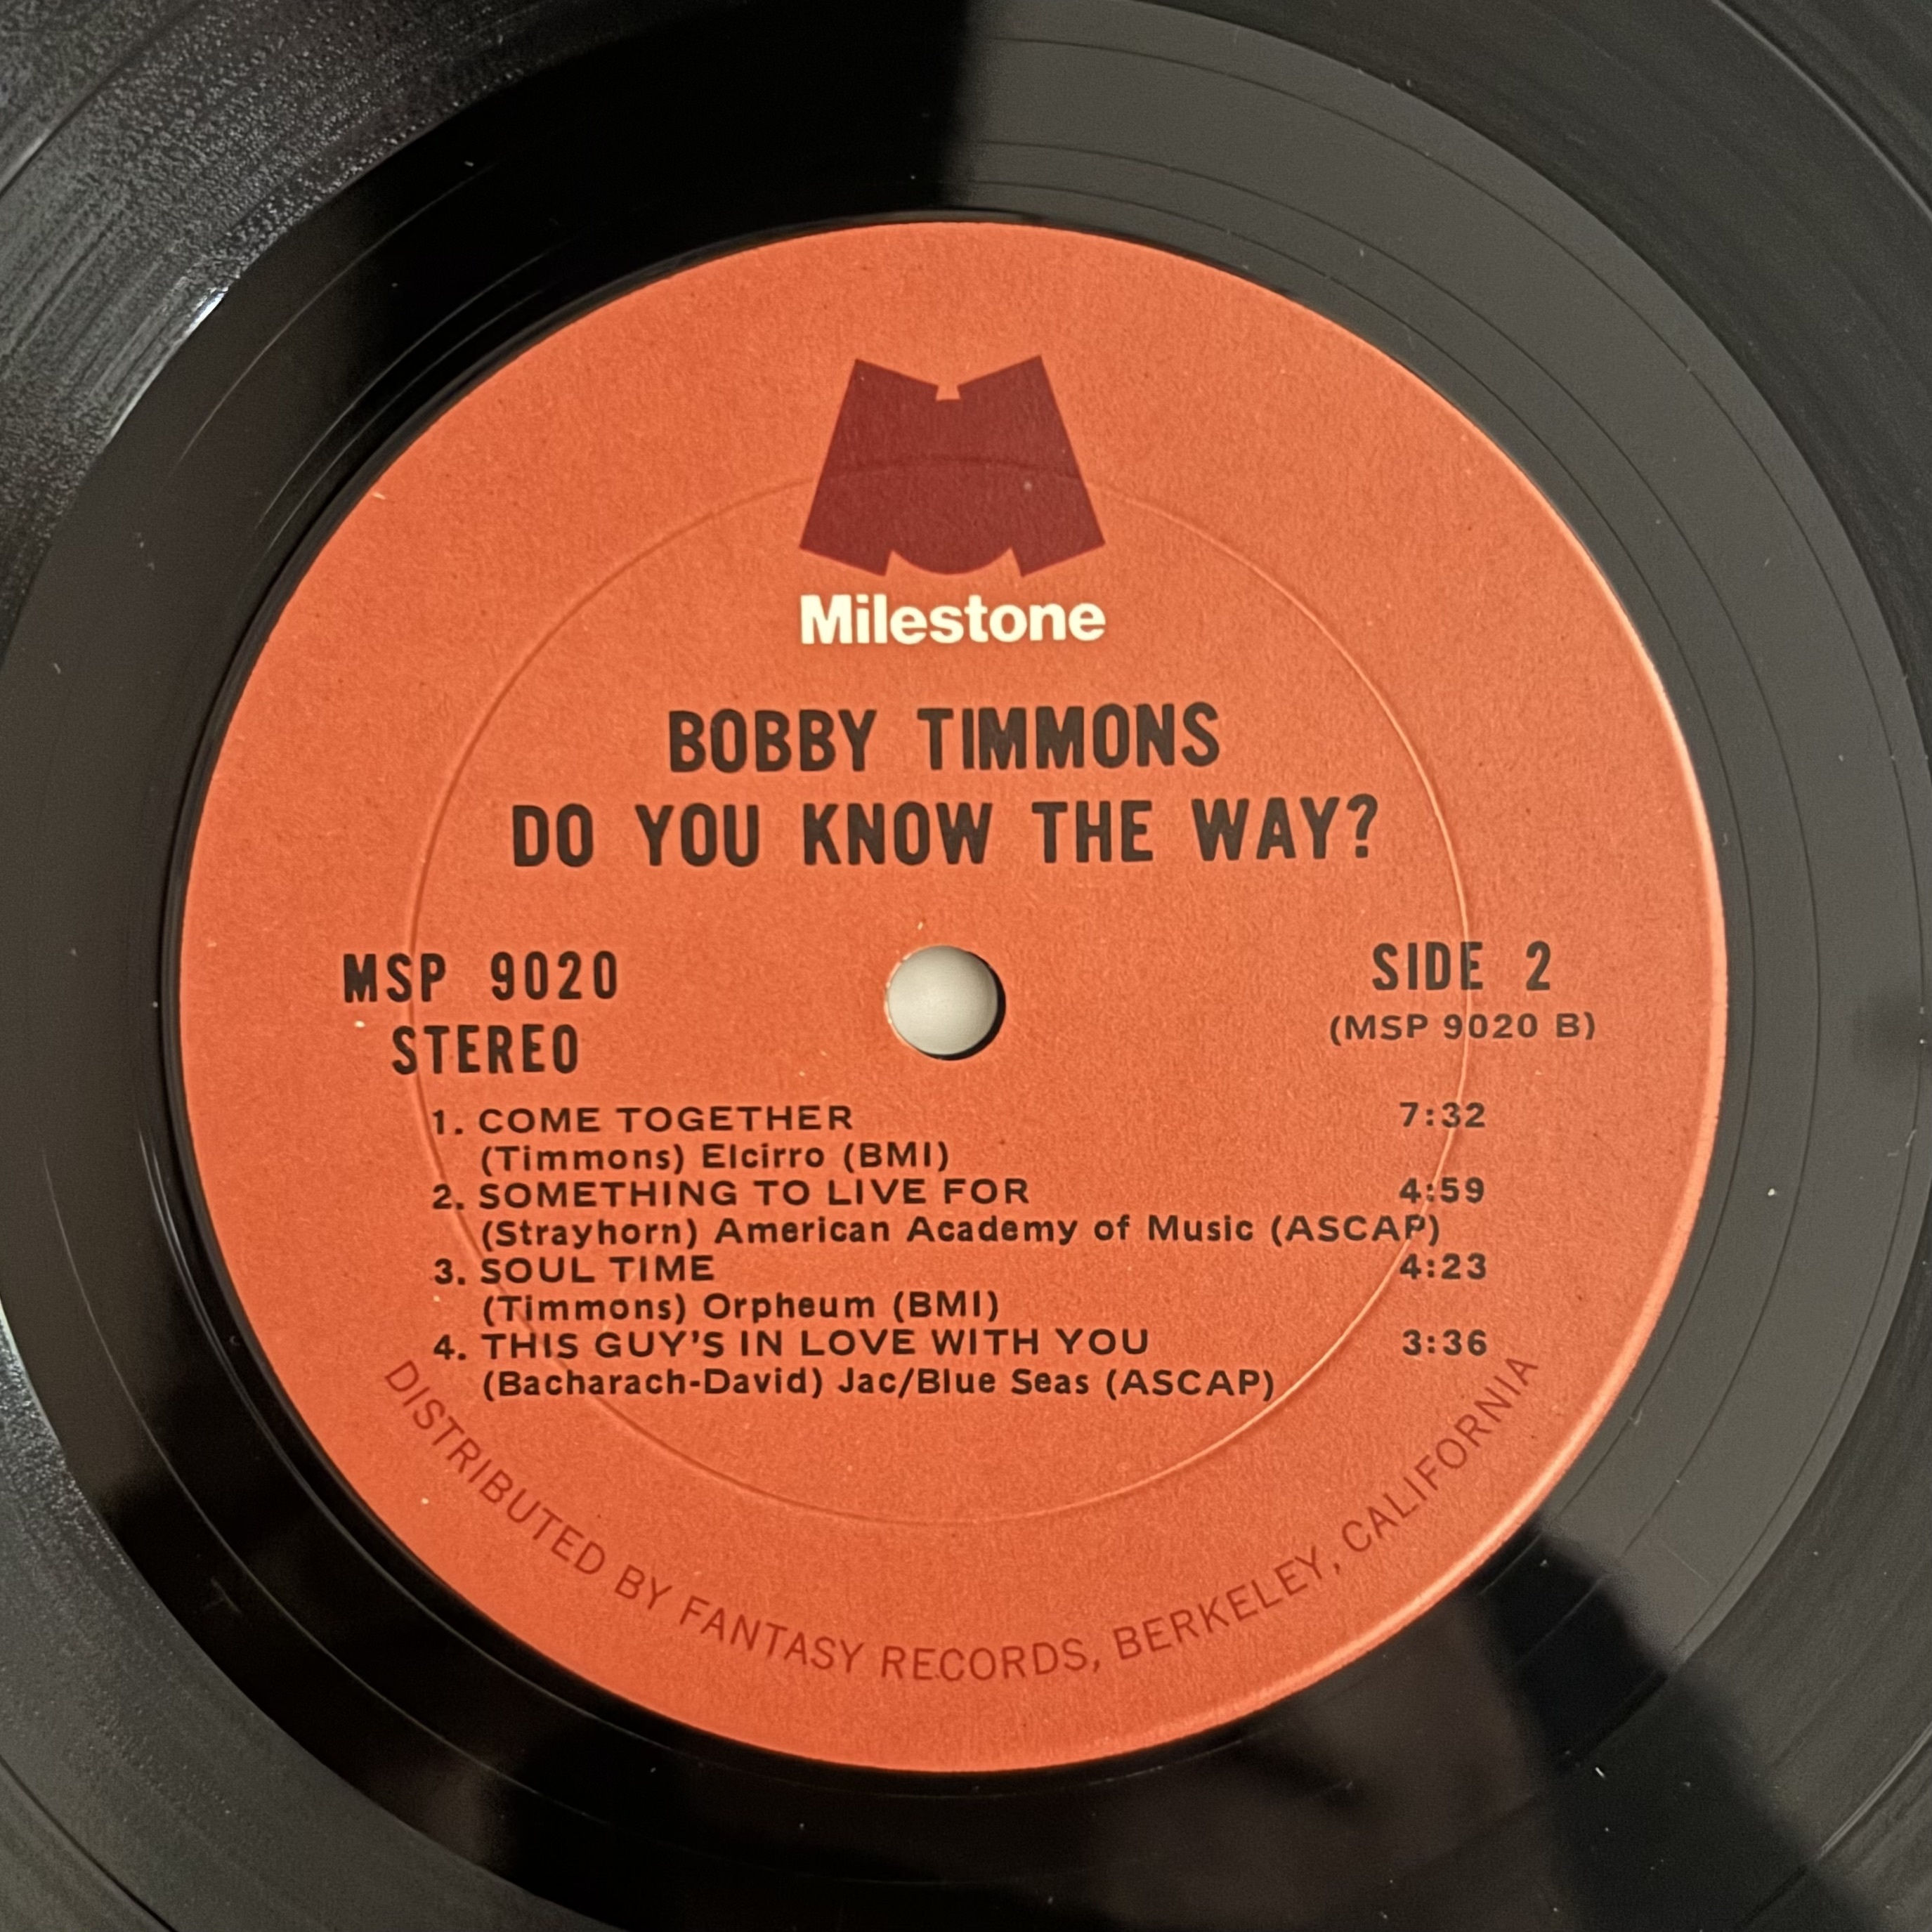 Milestone
BOBBY TIMMONS
DO YOU KNOW THE WAY?
MSP 9020
STEREO
SIDE 2
(MSP 9020 B)
1. COME TOGETHER 7:32
(Timmons) Elcirro (BMI)
2. SOMETHING TO LIVE FOR 4:59
(Strayhorn) American Academy of Music (ASCAP)
3. SOUL TIME 4:23
(Timmons) Orpheum (BMI)
4. THIS GUY'S IN LOVE WITH YOU 3:36
(Bacharach-David) Jac/Blue Seas (ASCAP)
DISTRIBUTED BY FANTASY RECORDS, BERKELEY, CALIFORNIA